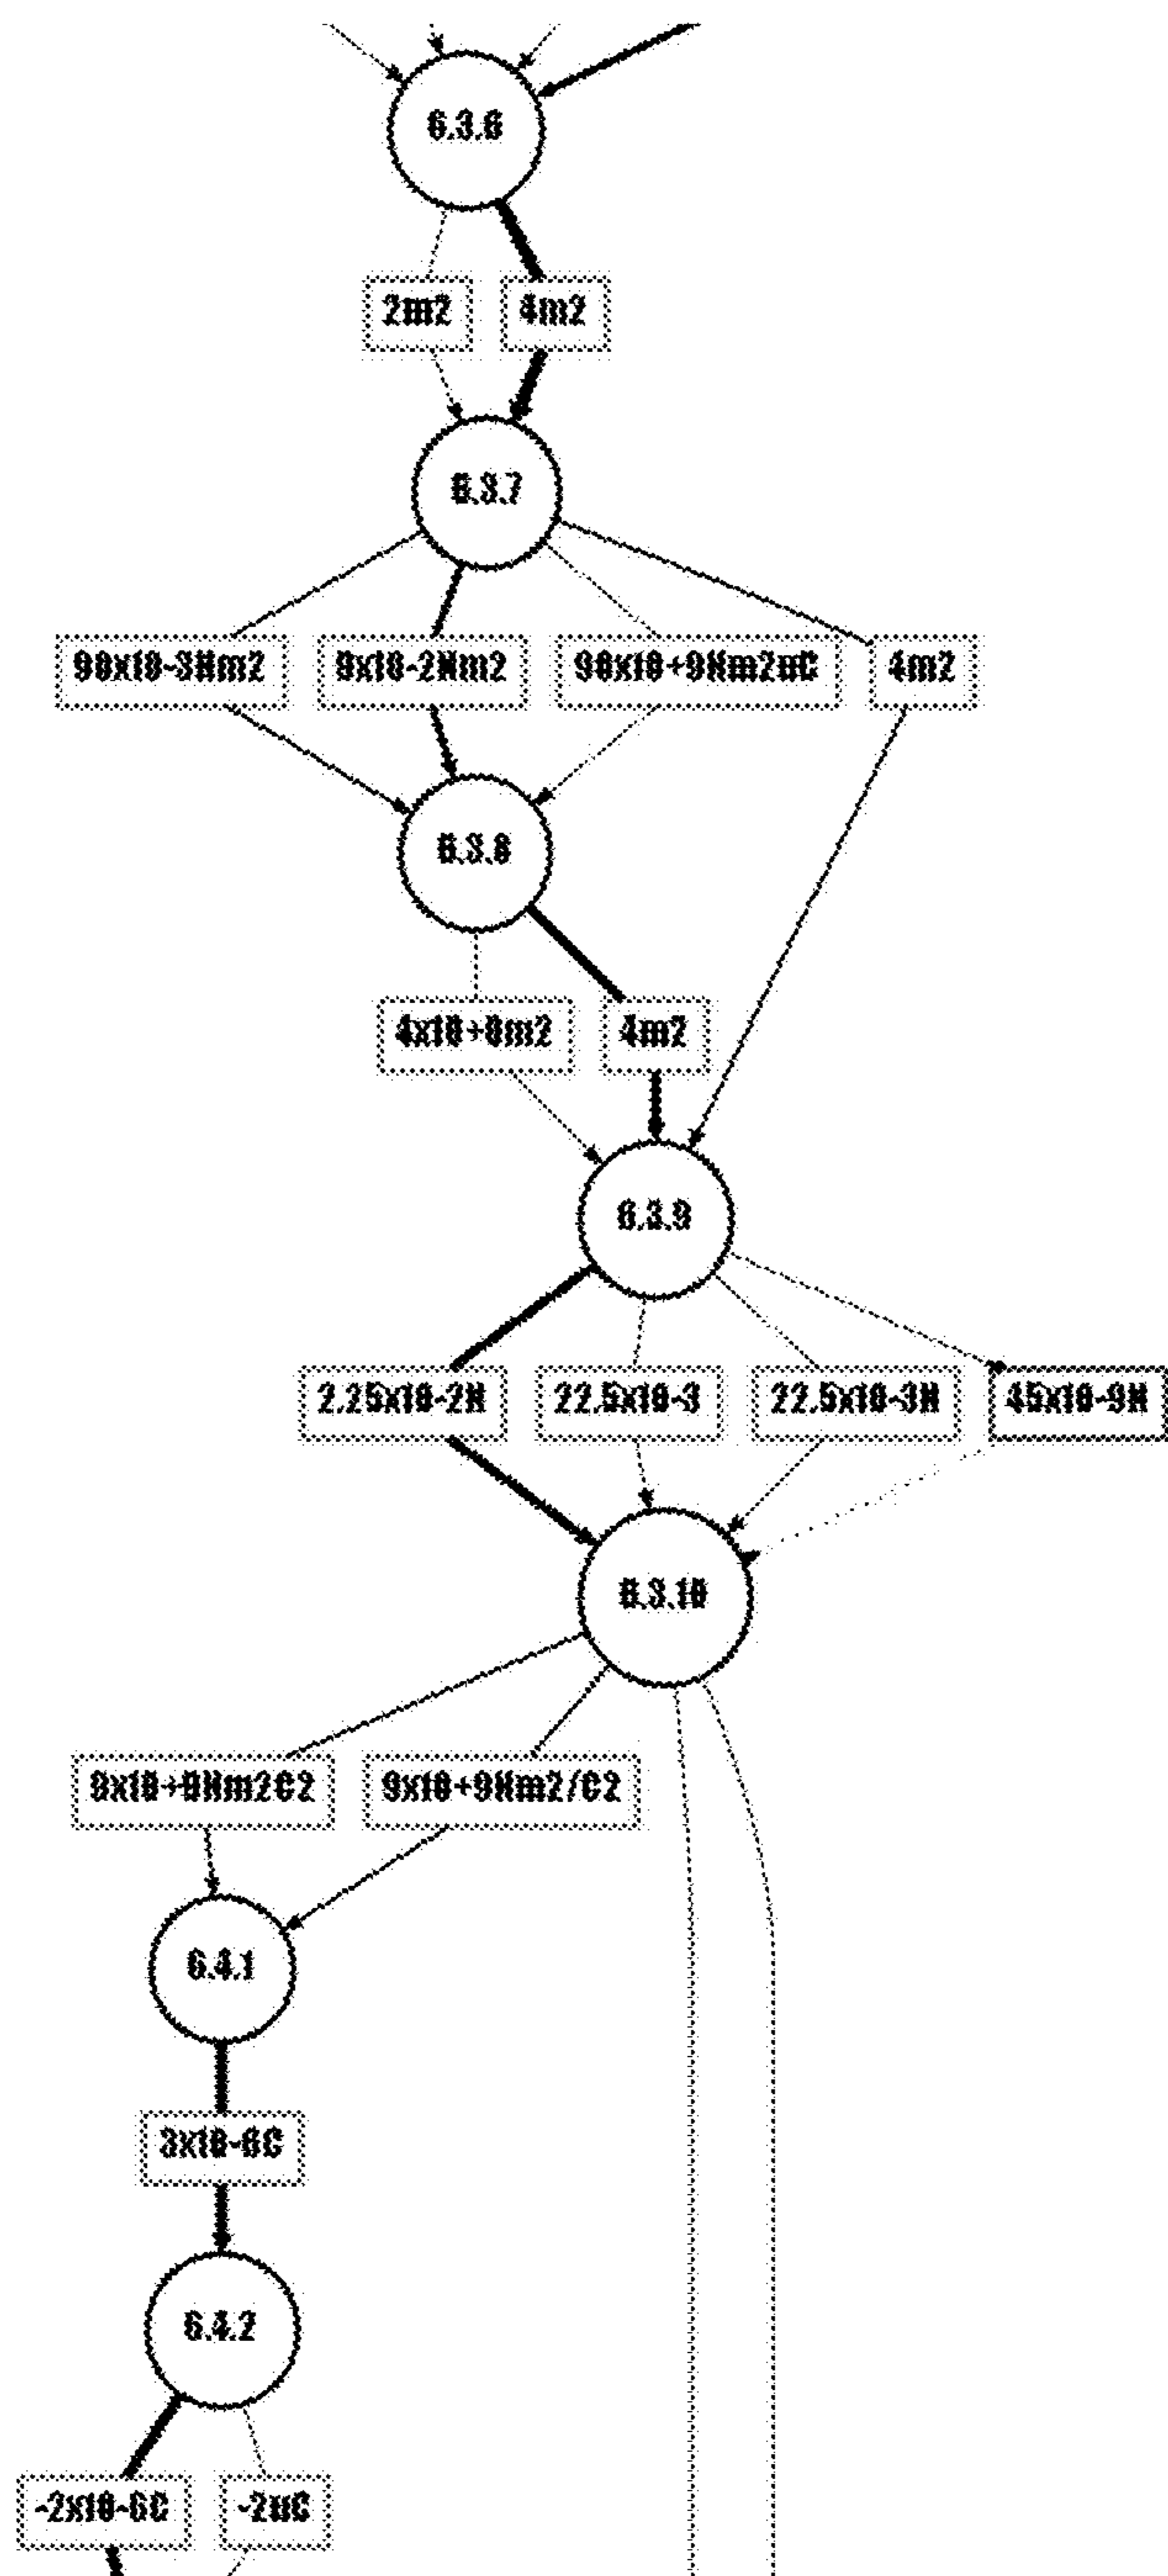 6.3.6
2m2
4m2
6.3.7
90x10-3Nm2
9x10-2Nm2
90x10+9Nm2uC
4m2
6.3.8
4x10+0m2
4m2
6.3.9
2.25x10-2N
22.5x10-3
22.5x10-3N
45x10-9N
6.3.10
9x10+9Nm2C2
9x10+9Nm2/C2
6.4.1
3x10-6C
6.4.2
-2x10-6C
-2uC